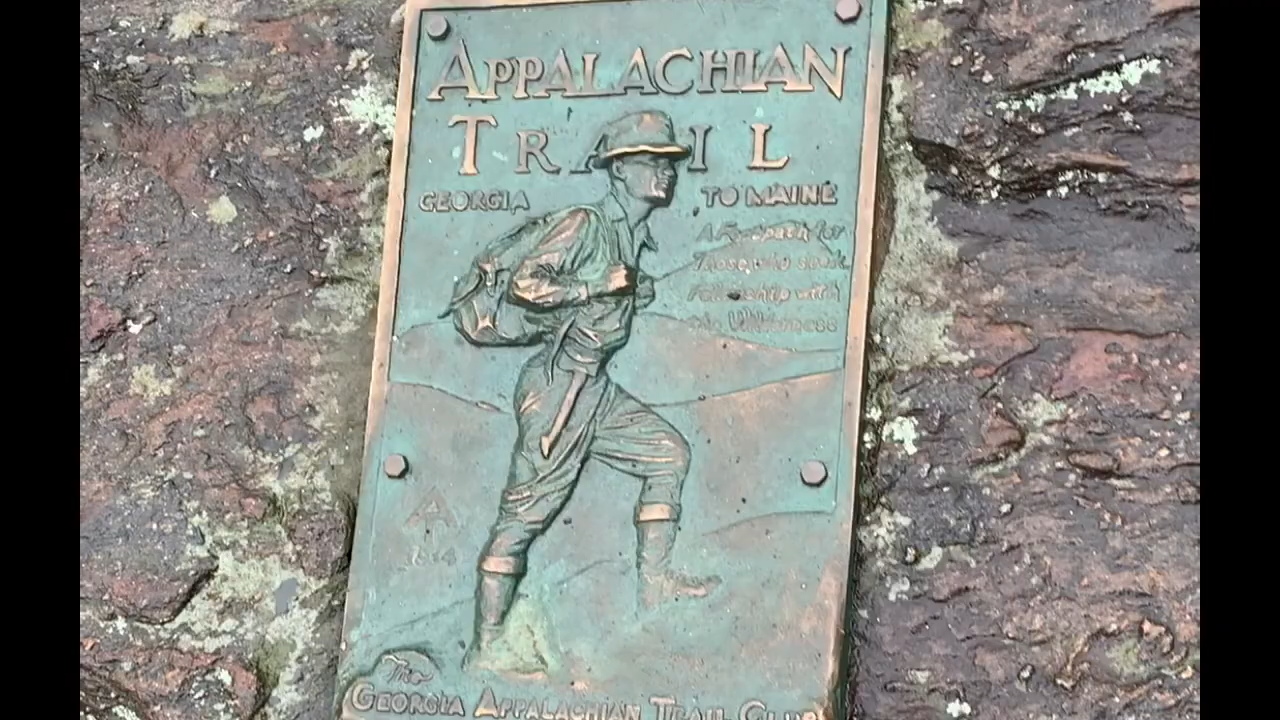 APPALACHIAN
TRAIL
GEORGIA TO MAINE
A Footpath for
Those who seek
Fellowship with
the Wilderness
The
GEORGIA APPALACHIAN TRAIL CLUB